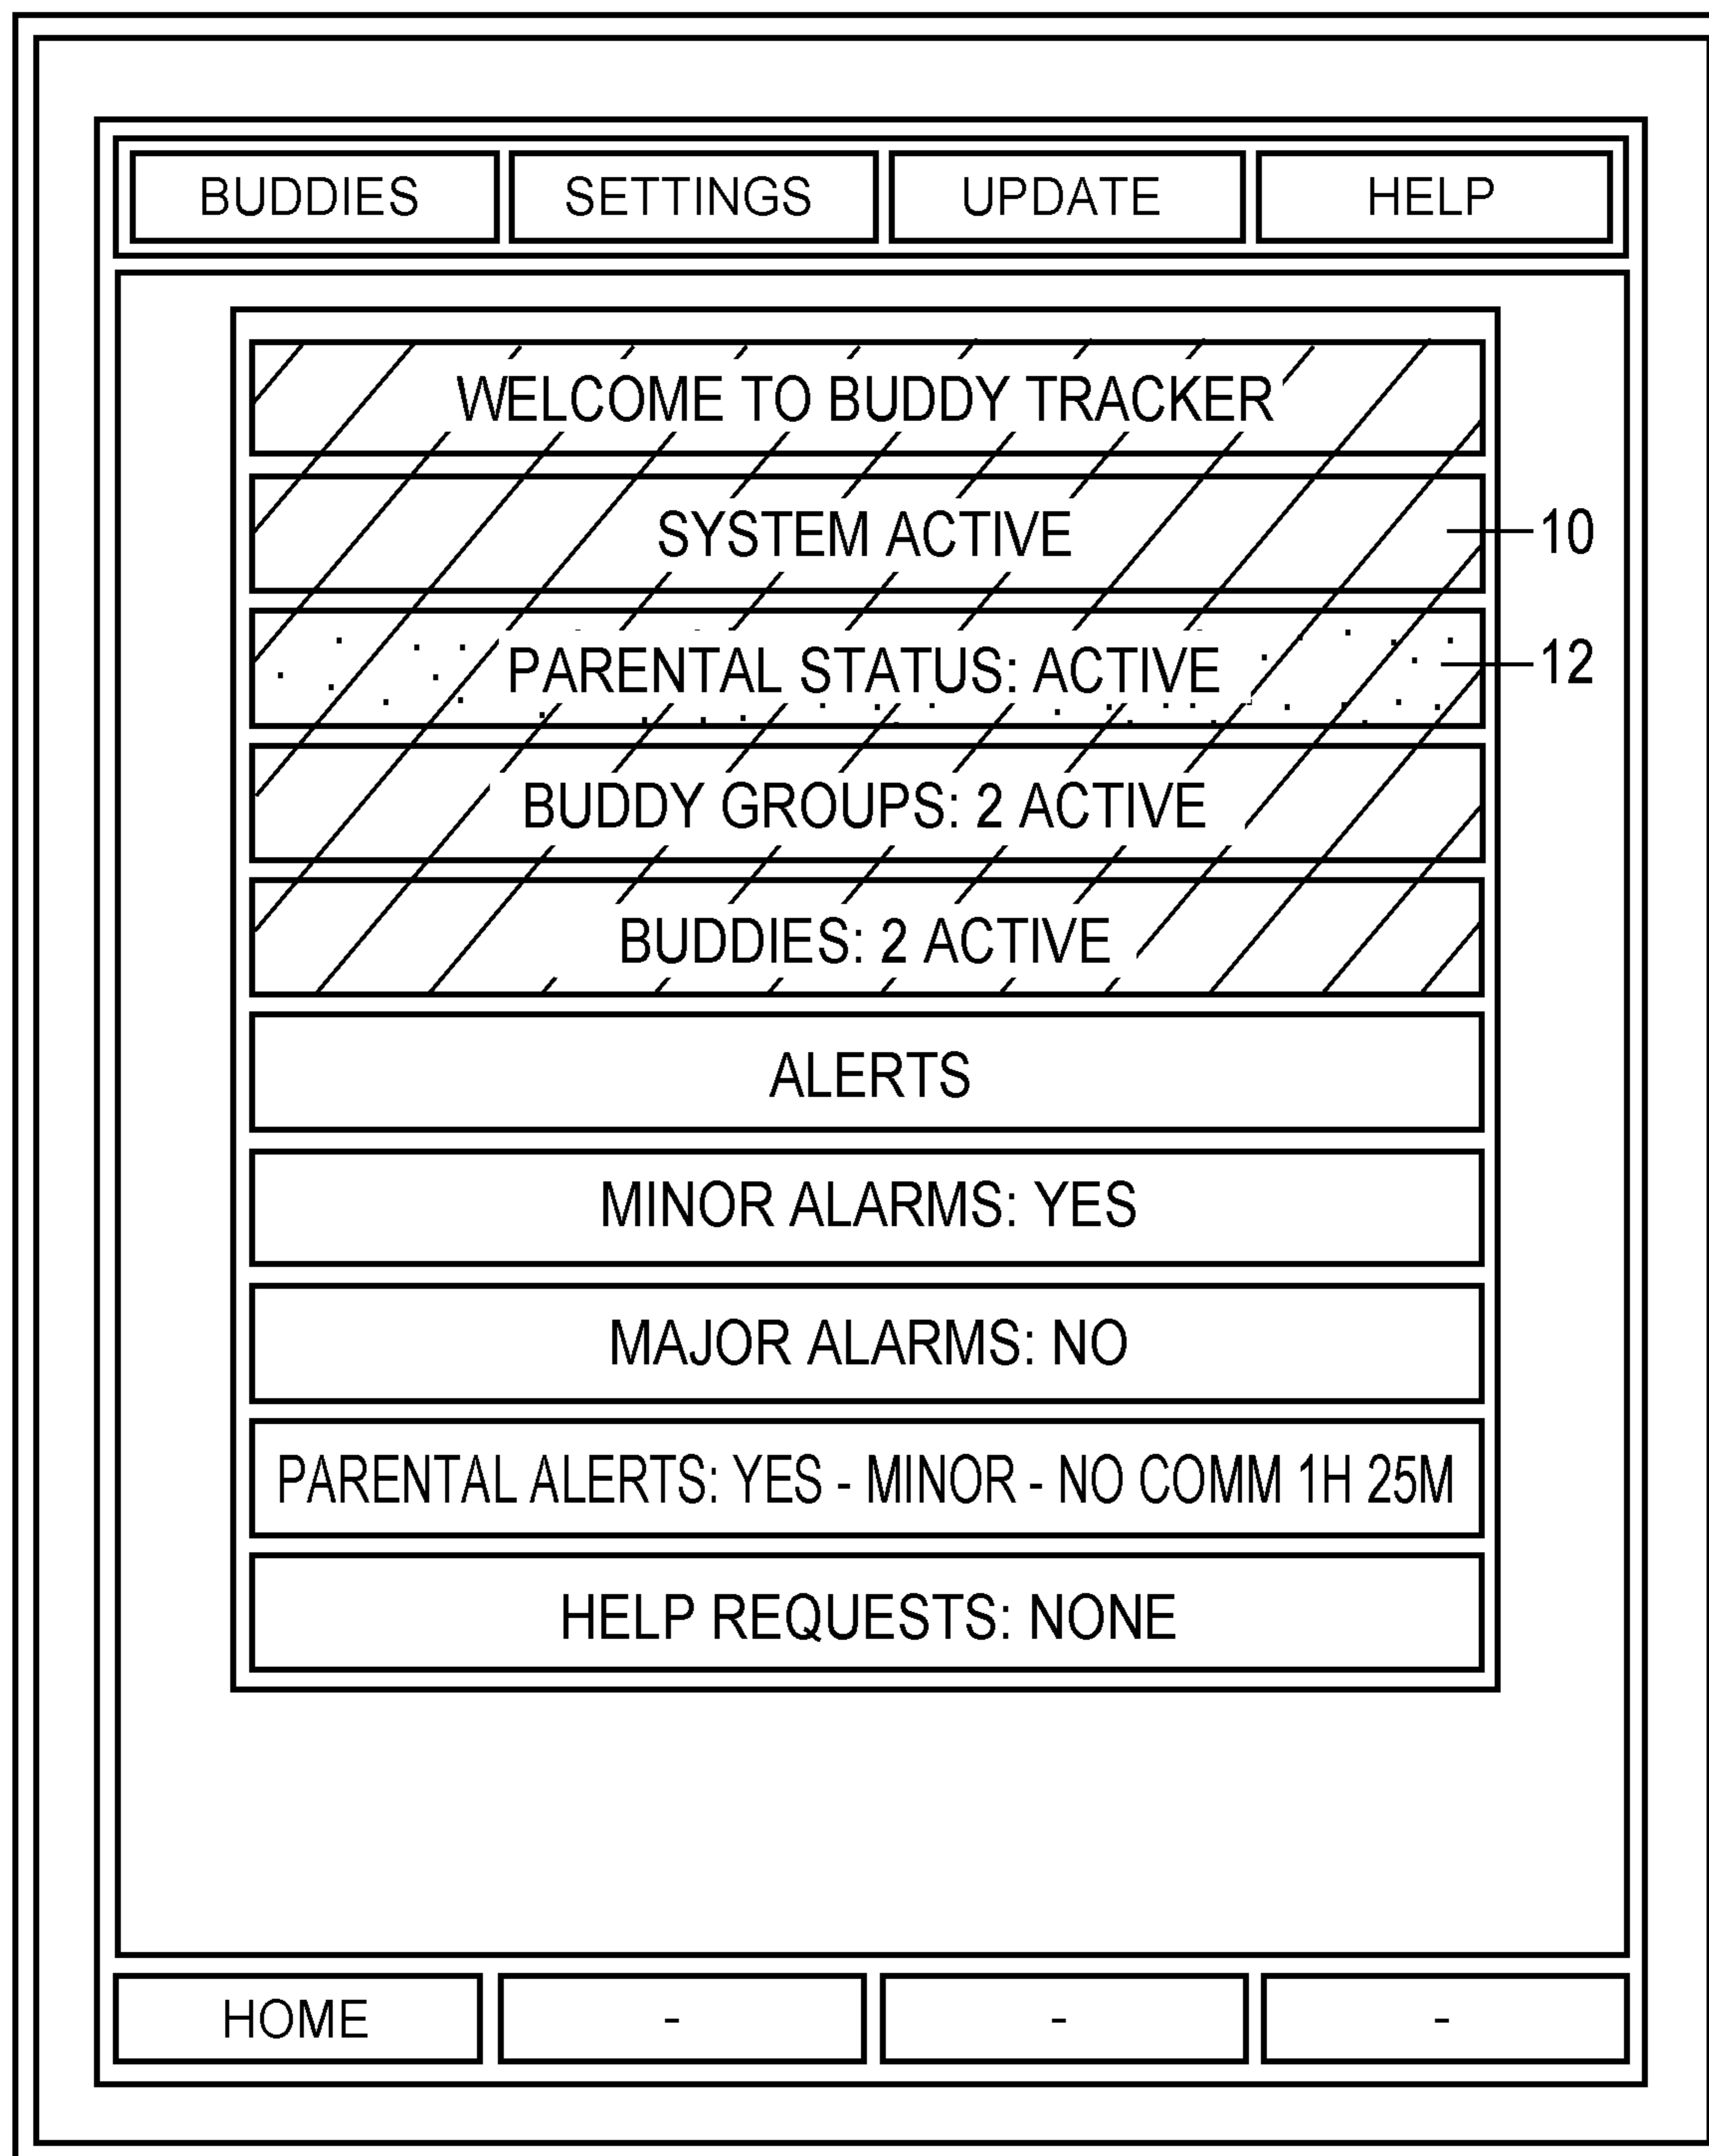 BUDDIES SETTINGS UPDATE HELP
WELCOME TO BUDDY TRACKER
SYSTEM ACTIVE
10
PARENTAL STATUS: ACTIVE
12
BUDDY GROUPS: 2 ACTIVE
BUDDIES: 2 ACTIVE
ALERTS
MINOR ALARMS: YES
MAJOR ALARMS: NO
PARENTAL ALERTS: YES - MINOR - NO COMM 1H 25M
HELP REQUESTS: NONE
HOME - - -